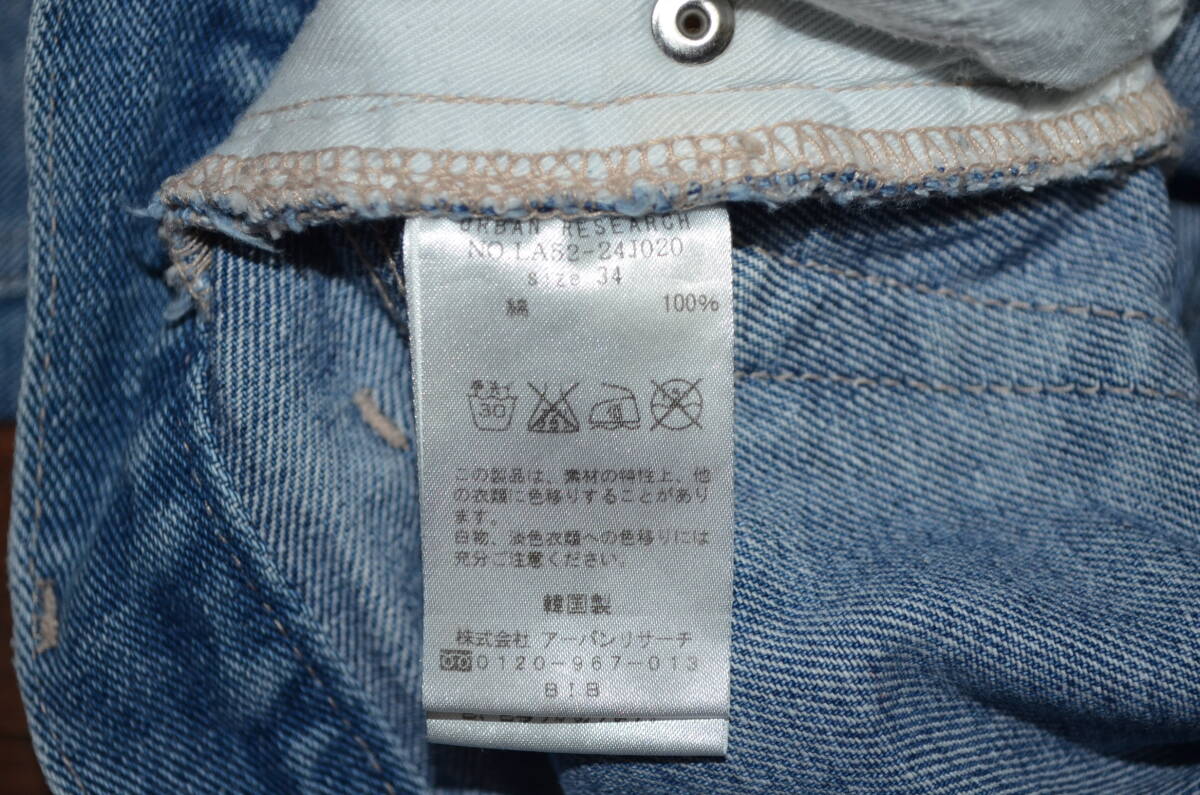 URBAN RESEARCH
NO.LA52-24J020
size 34
綿 100%
手洗イ
30
この製品は、素材の特性上、他
の衣類に色移りすることがあり
ます。
白物、淡色衣類への色移りには
充分ご注意ください。
韓国製
株式会社 アーバンリサーチ
0120-967-013
BIB